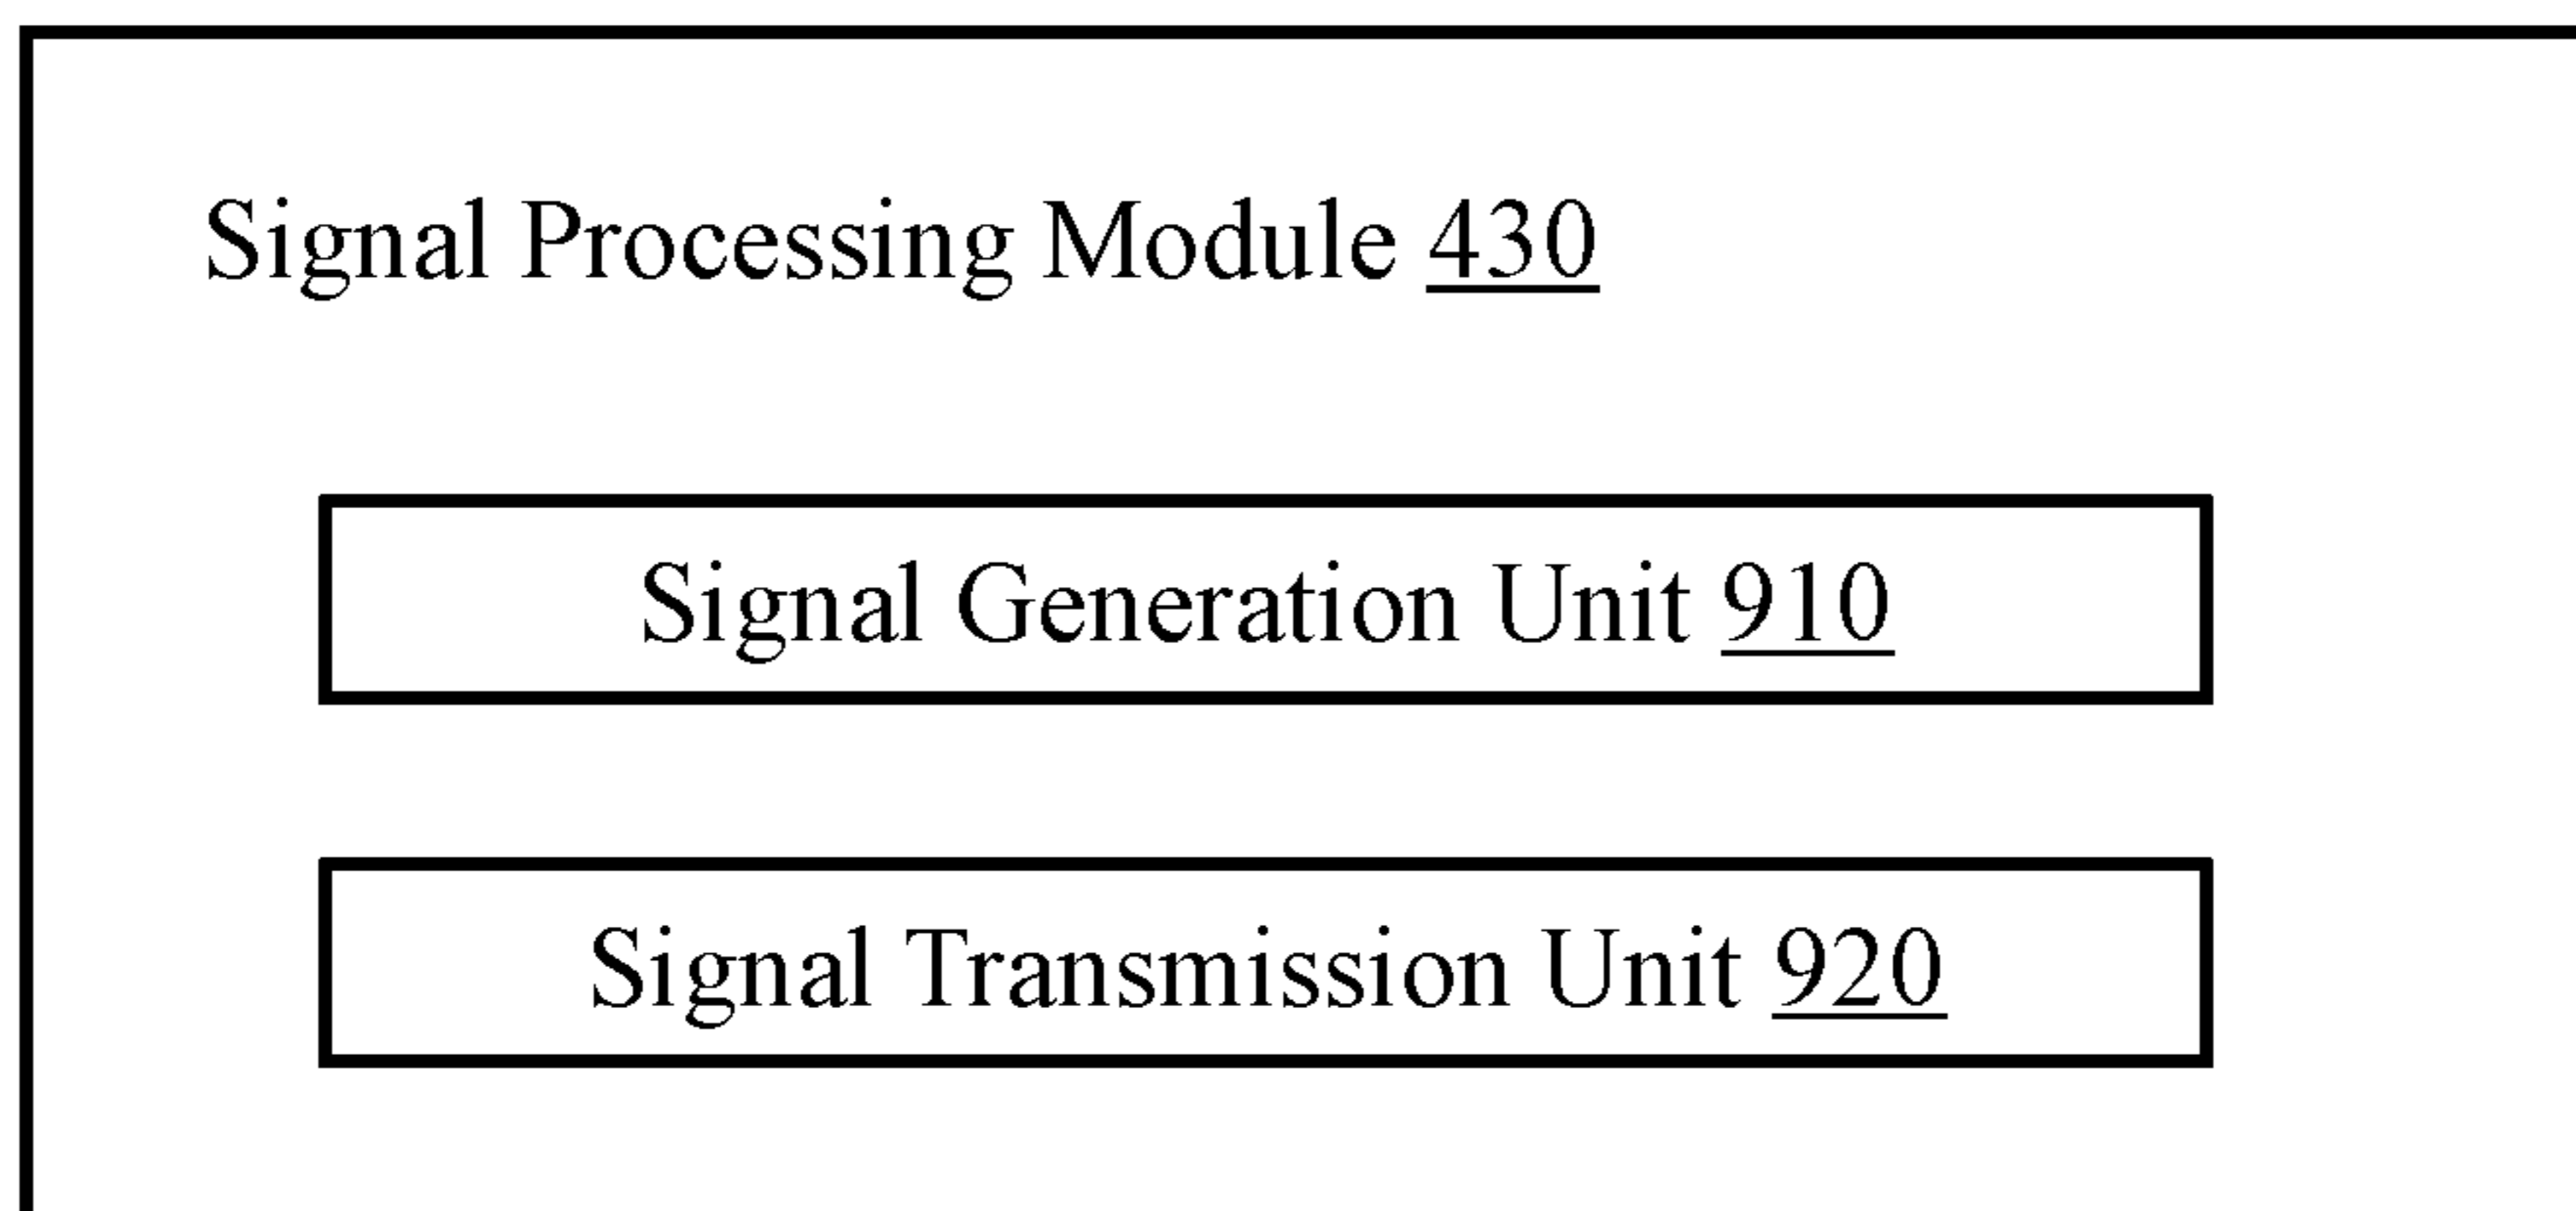 Signal Processing Module 430
Signal Generation Unit 910
Signal Transmission Unit 920